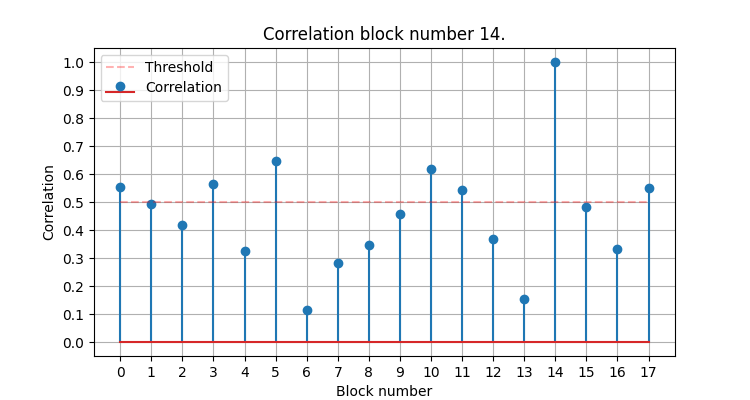 Correlation block number 14.
Threshold
Correlation
1.0
0.9
0.8
0.7
0.6
0.5
0.4
0.3
0.2
0.1
0.0
Correlation
0 1 2 3 4 5 6 7 8 9 10 11 12 13 14 15 16 17
Block number